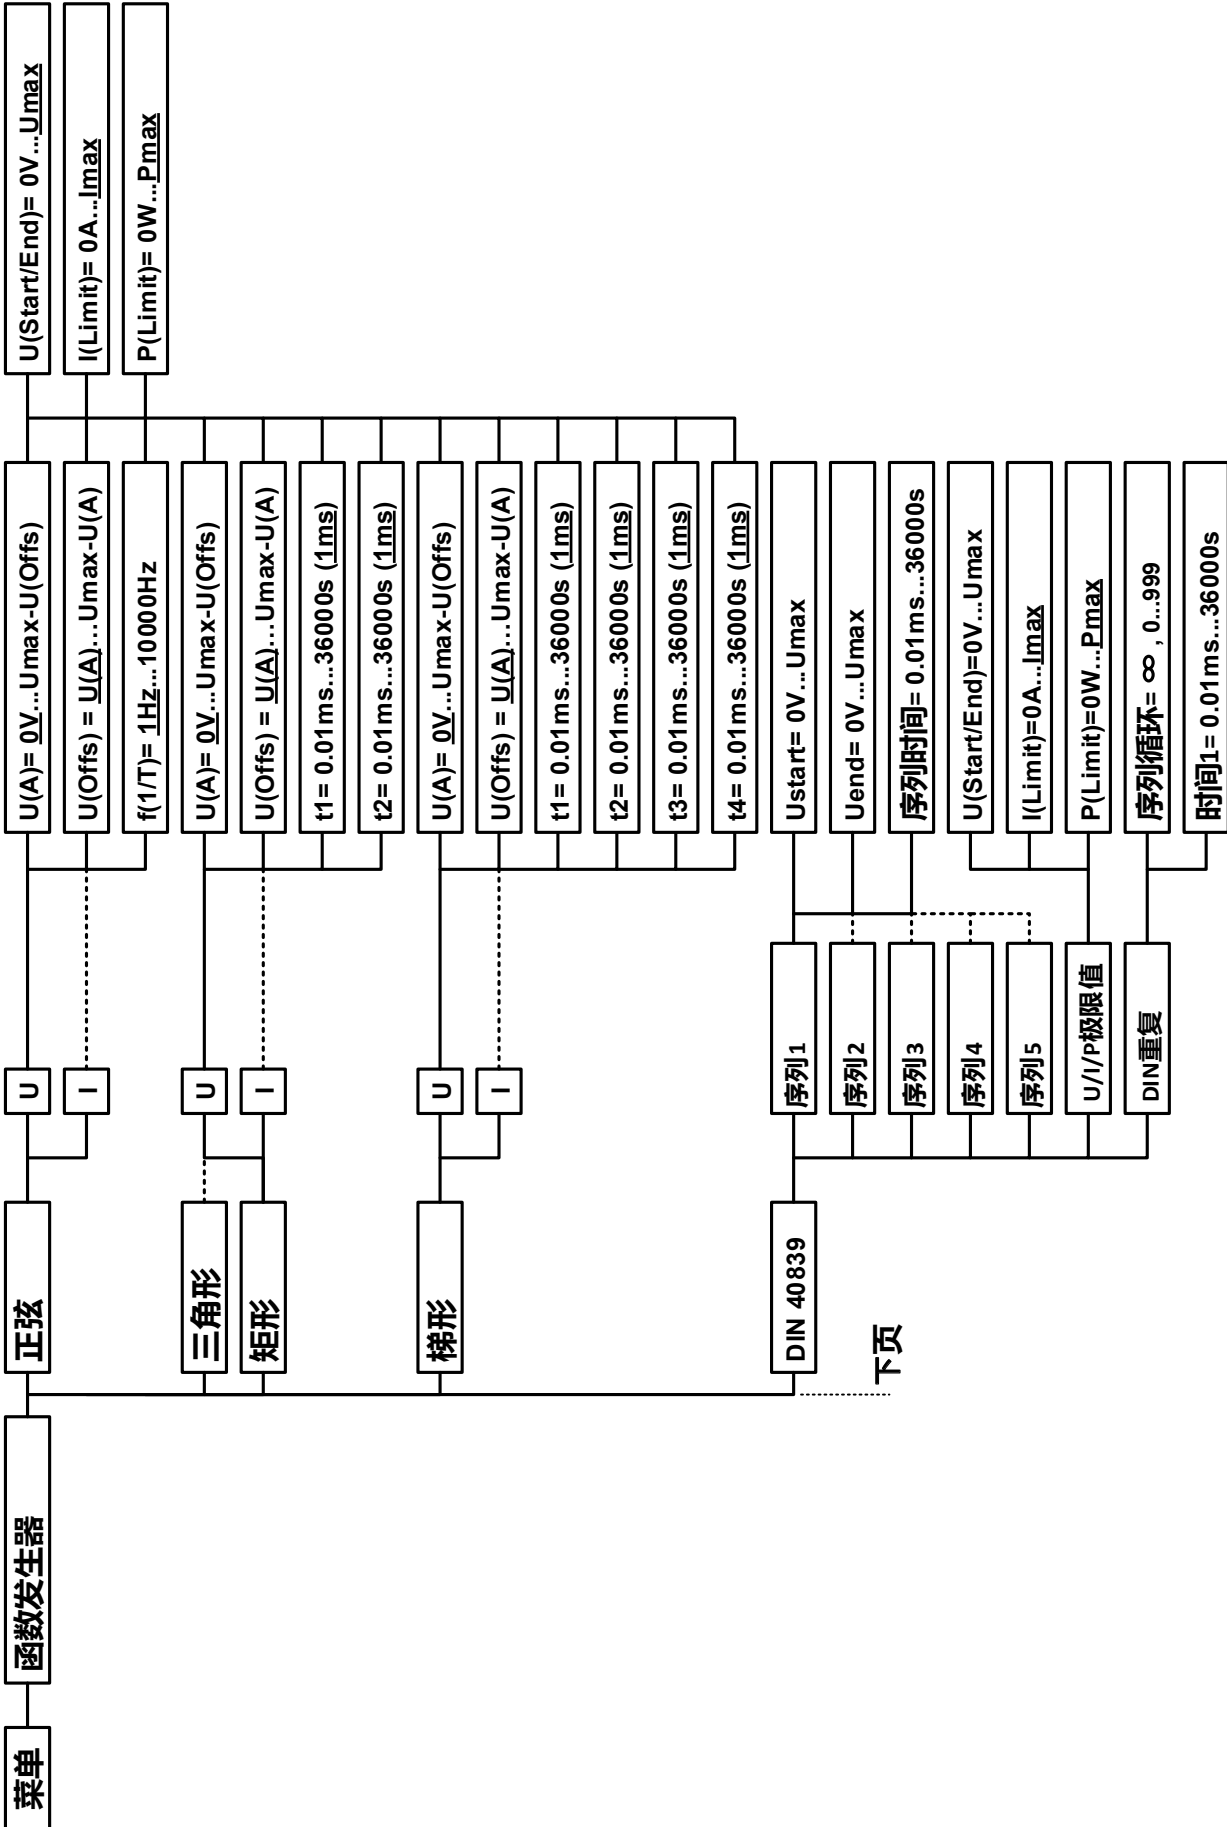 菜单
函数发生器
正弦
U
I
U(A)= 0V...Umax-U(Offs)
U(Offs) = U(A)...Umax-U(A)
f(1/T)= 1Hz...10000Hz
U(Start/End)= 0V...Umax
I(Limit)= 0A...Imax
P(Limit)= 0W...Pmax
三角形
矩形
U
I
U(A)= 0V...Umax-U(Offs)
U(Offs) = U(A)...Umax-U(A)
t1= 0.01ms...36000s (1ms)
t2= 0.01ms...36000s (1ms)
梯形
U
I
U(A)= 0V...Umax-U(Offs)
U(Offs) = U(A)...Umax-U(A)
t1= 0.01ms...36000s (1ms)
t2= 0.01ms...36000s (1ms)
t3= 0.01ms...36000s (1ms)
t4= 0.01ms...36000s (1ms)
DIN 40839
序列1
序列2
序列3
序列4
序列5
U/I/P极限值
DIN重复
Ustart= 0V...Umax
Uend= 0V...Umax
序列时间= 0.01ms...36000s
U(Start/End)=0V...Umax
I(Limit)=0A...Imax
P(Limit)=0W...Pmax
序列循环= ∞ , 0...999
时间1= 0.01ms...36000s
下页